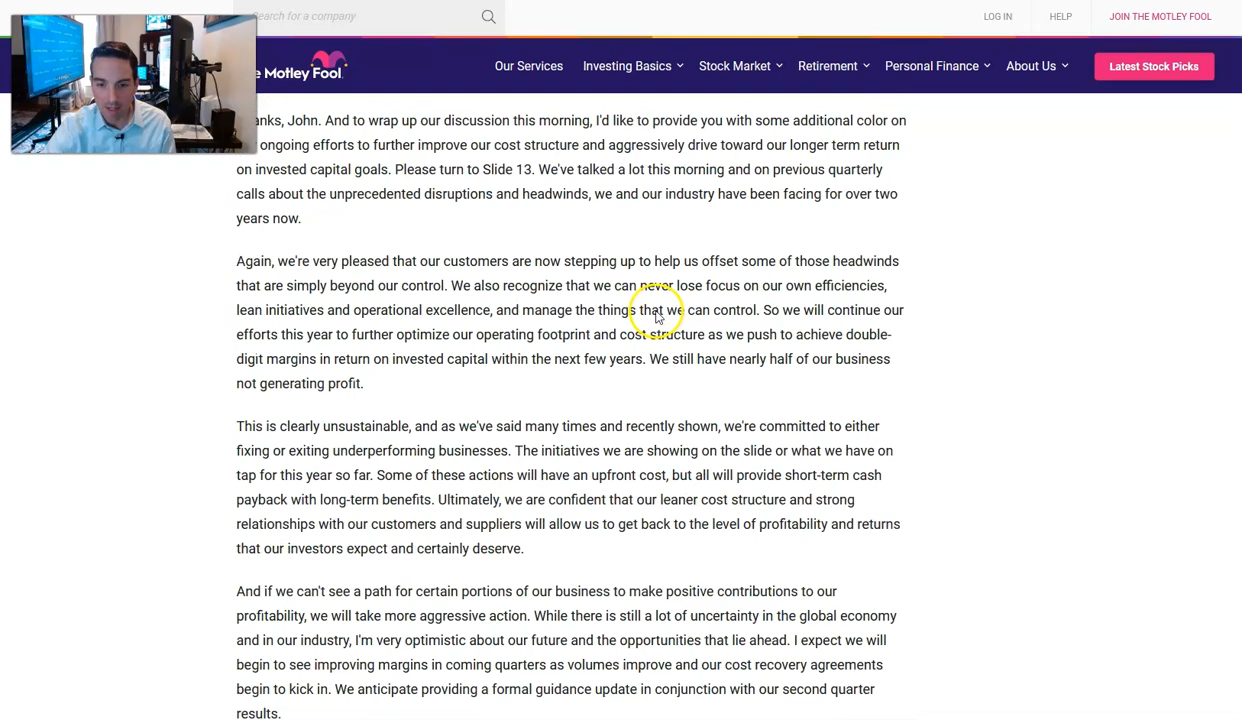 Search for a company
LOG IN
HELP
JOIN THE MOTLEY FOOL
Motley Fool
Our Services
Investing Basics
Stock Market
Retirement
Personal Finance
About Us
Latest Stock Picks
anks, John. And to wrap up our discussion this morning, I'd like to provide you with some additional color on
ongoing efforts to further improve our cost structure and aggressively drive toward our longer term return
on invested capital goals. Please turn to Slide 13. We've talked a lot this morning and on previous quarterly
calls about the unprecedented disruptions and headwinds, we and our industry have been facing for over two
years now.
Again, we're very pleased that our customers are now stepping up to help us offset some of those headwinds
that are simply beyond our control. We also recognize that we can never lose focus on our own efficiencies,
lean initiatives and operational excellence, and manage the things that we can control. So we will continue our
efforts this year to further optimize our operating footprint and cost structure as we push to achieve double-
digit margins in return on invested capital within the next few years. We still have nearly half of our business
not generating profit.
This is clearly unsustainable, and as we've said many times and recently shown, we're committed to either
fixing or exiting underperforming businesses. The initiatives we are showing on the slide or what we have on
tap for this year so far. Some of these actions will have an upfront cost, but all will provide short-term cash
payback with long-term benefits. Ultimately, we are confident that our leaner cost structure and strong
relationships with our customers and suppliers will allow us to get back to the level of profitability and returns
that our investors expect and certainly deserve.
And if we can't see a path for certain portions of our business to make positive contributions to our
profitability, we will take more aggressive action. While there is still a lot of uncertainty in the global economy
and in our industry, I'm very optimistic about our future and the opportunities that lie ahead. I expect we will
begin to see improving margins in coming quarters as volumes improve and our cost recovery agreements
begin to kick in. We anticipate providing a formal guidance update in conjunction with our second quarter
results.